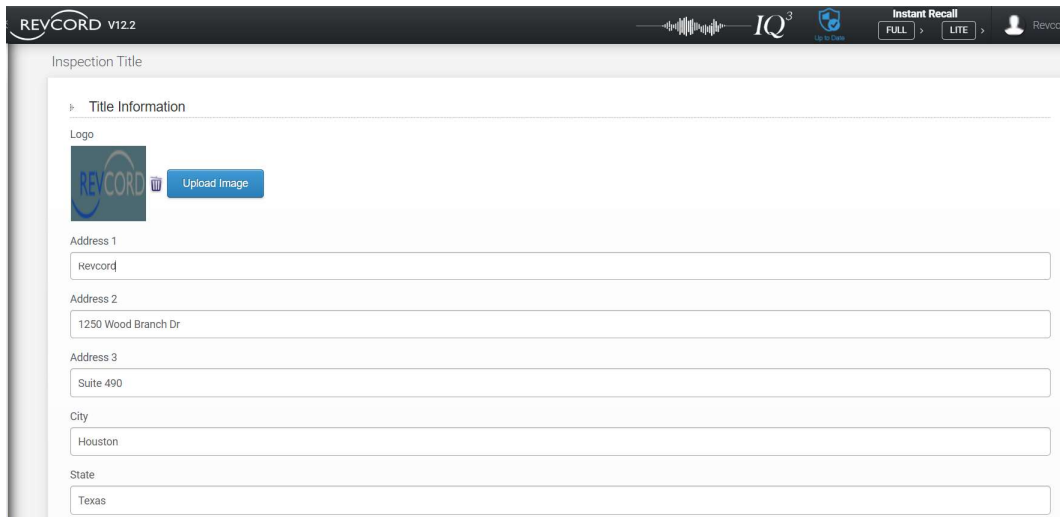 REVCORD V12.2
IQ3
Up to Date
Instant Recall
FULL > LITE >
Revco
Inspection Title
Title Information
Logo
REVCORD
Upload Image
Address 1
Revcord
Address 2
1250 Wood Branch Dr
Address 3
Suite 490
City
Houston
State
Texas